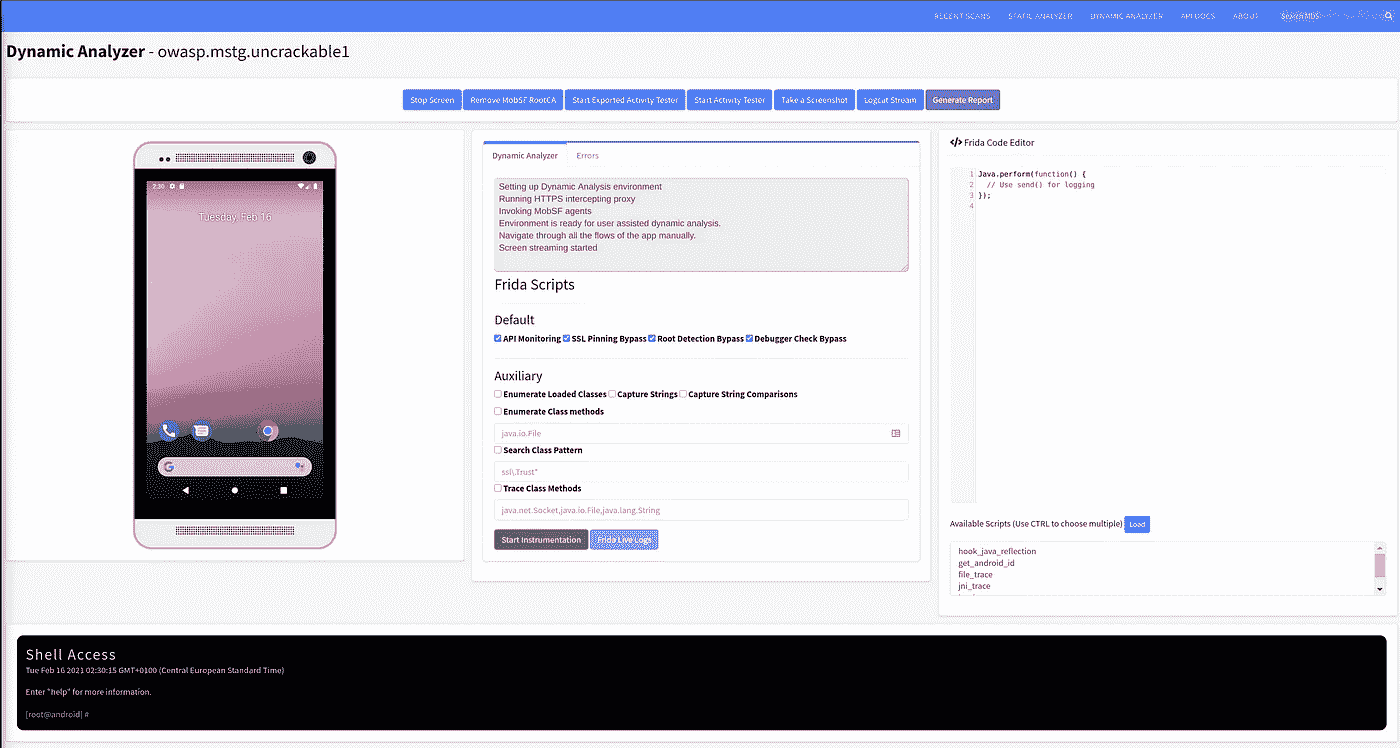 RECENT SCANS STATIC ANALYZER DYNAMIC ANALYZER API DOCS ABOUT
Dynamic Analyzer - owasp.mstg.uncrackable1
Stop Screen Remove MobSF RootCA Start Exported Activity Tester Start Activity Tester Take a Screenshot Logcat Stream Generate Report
2:30
Tuesday, Feb 16
Dynamic Analyzer Errors
Setting up Dynamic Analysis environment
Running HTTPS intercepting proxy
Invoking MobSF agents
Environment is ready for user assisted dynamic analysis.
Navigate through all the flows of the app manually.
Screen streaming started
Frida Scripts
Default
API Monitoring SSL Pinning Bypass Root Detection Bypass Debugger Check Bypass
Auxiliary
Enumerate Loaded Classes Capture Strings Capture String Comparisons
Enumerate Class methods
java.io.File
Search Class Pattern
ssl\.Trust*
Trace Class Methods
java.net.Socket,java.io.File,java.lang.String
Start Instrumentation Frida Live Logs
</> Frida Code Editor
1 Java.perform(function() {
2 // Use send() for logging
3 });
4
Available Scripts (Use CTRL to choose multiple) Load
hook_java_reflection
get_android_id
file_trace
jni_trace
Shell Access
Tue Feb 16 2021 02:30:15 GMT+0100 (Central European Standard Time)
Enter "help" for more information.
[root@android] #